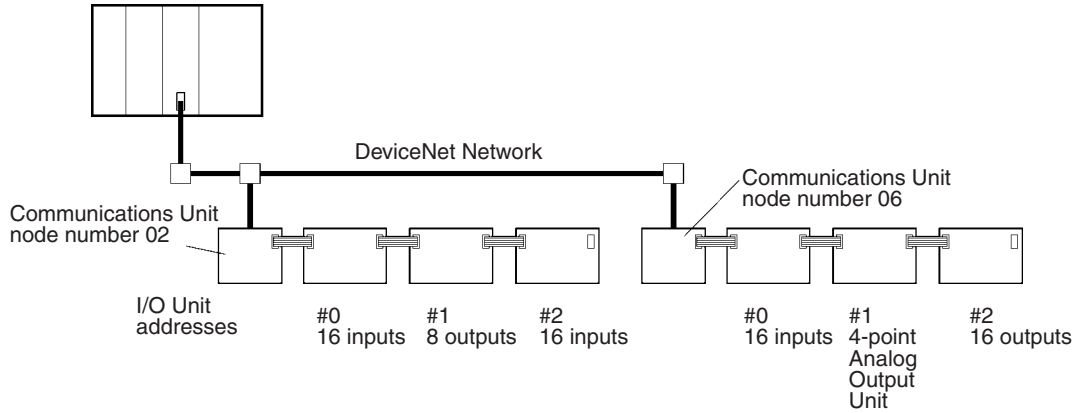 DeviceNet Network
Communications Unit
node number 02
Communications Unit
node number 06
I/O Unit
addresses
#0
16 inputs
#1
8 outputs
#2
16 inputs
#0
16 inputs
#1
4-point
Analog
Output
Unit
#2
16 outputs